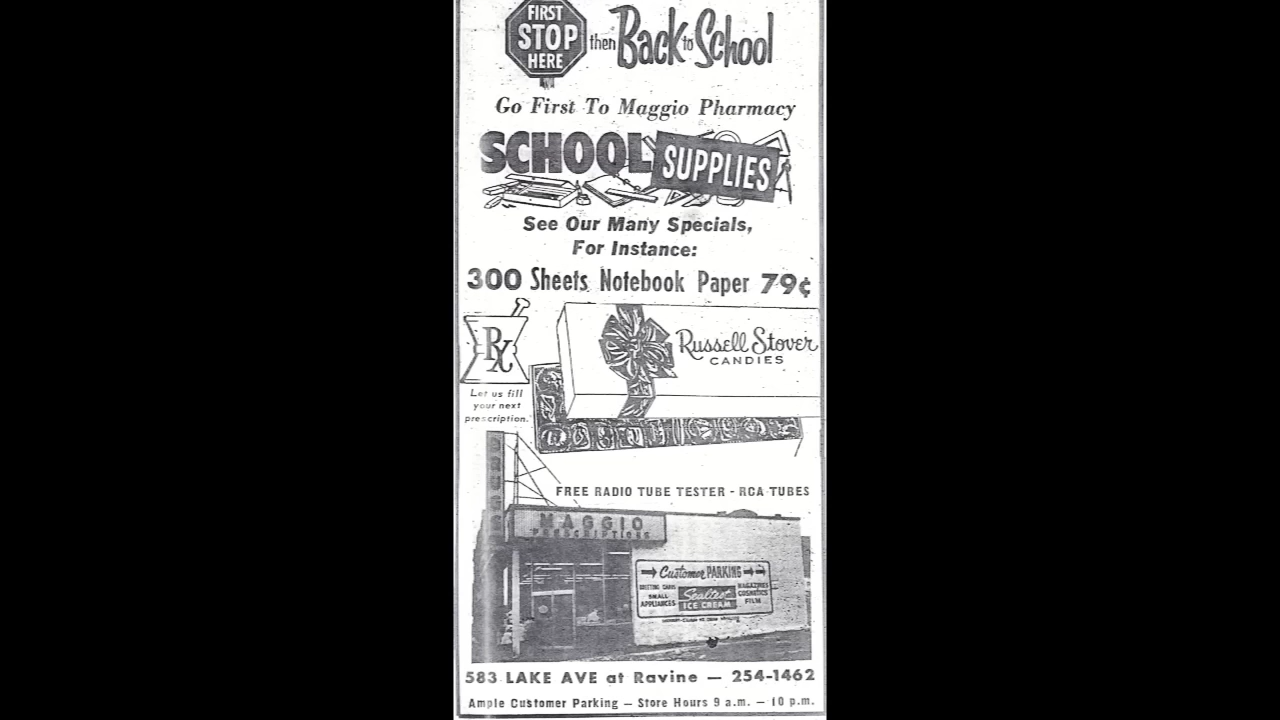 FIRST
STOP
HERE
then Back to School
Go First To Maggio Pharmacy
SCHOOL SUPPLIES
See Our Many Specials,
For Instance:
300 Sheets Notebook Paper 79¢
Rx
Russell Stover
CANDIES
Let us fill
your next
prescription.
FREE RADIO TUBE TESTER - RCA TUBES
DRUGS
MAGGIO
PRESCRIPTIONS
Customer PARKING
GREETING CARDS
SMALL
APPLIANCES
Sealtest
ICE CREAM
MAGAZINES
COSMETICS
FILM
583 LAKE AVE at Ravine — 254-1462
Ample Customer Parking — Store Hours 9 a.m. — 10 p.m.